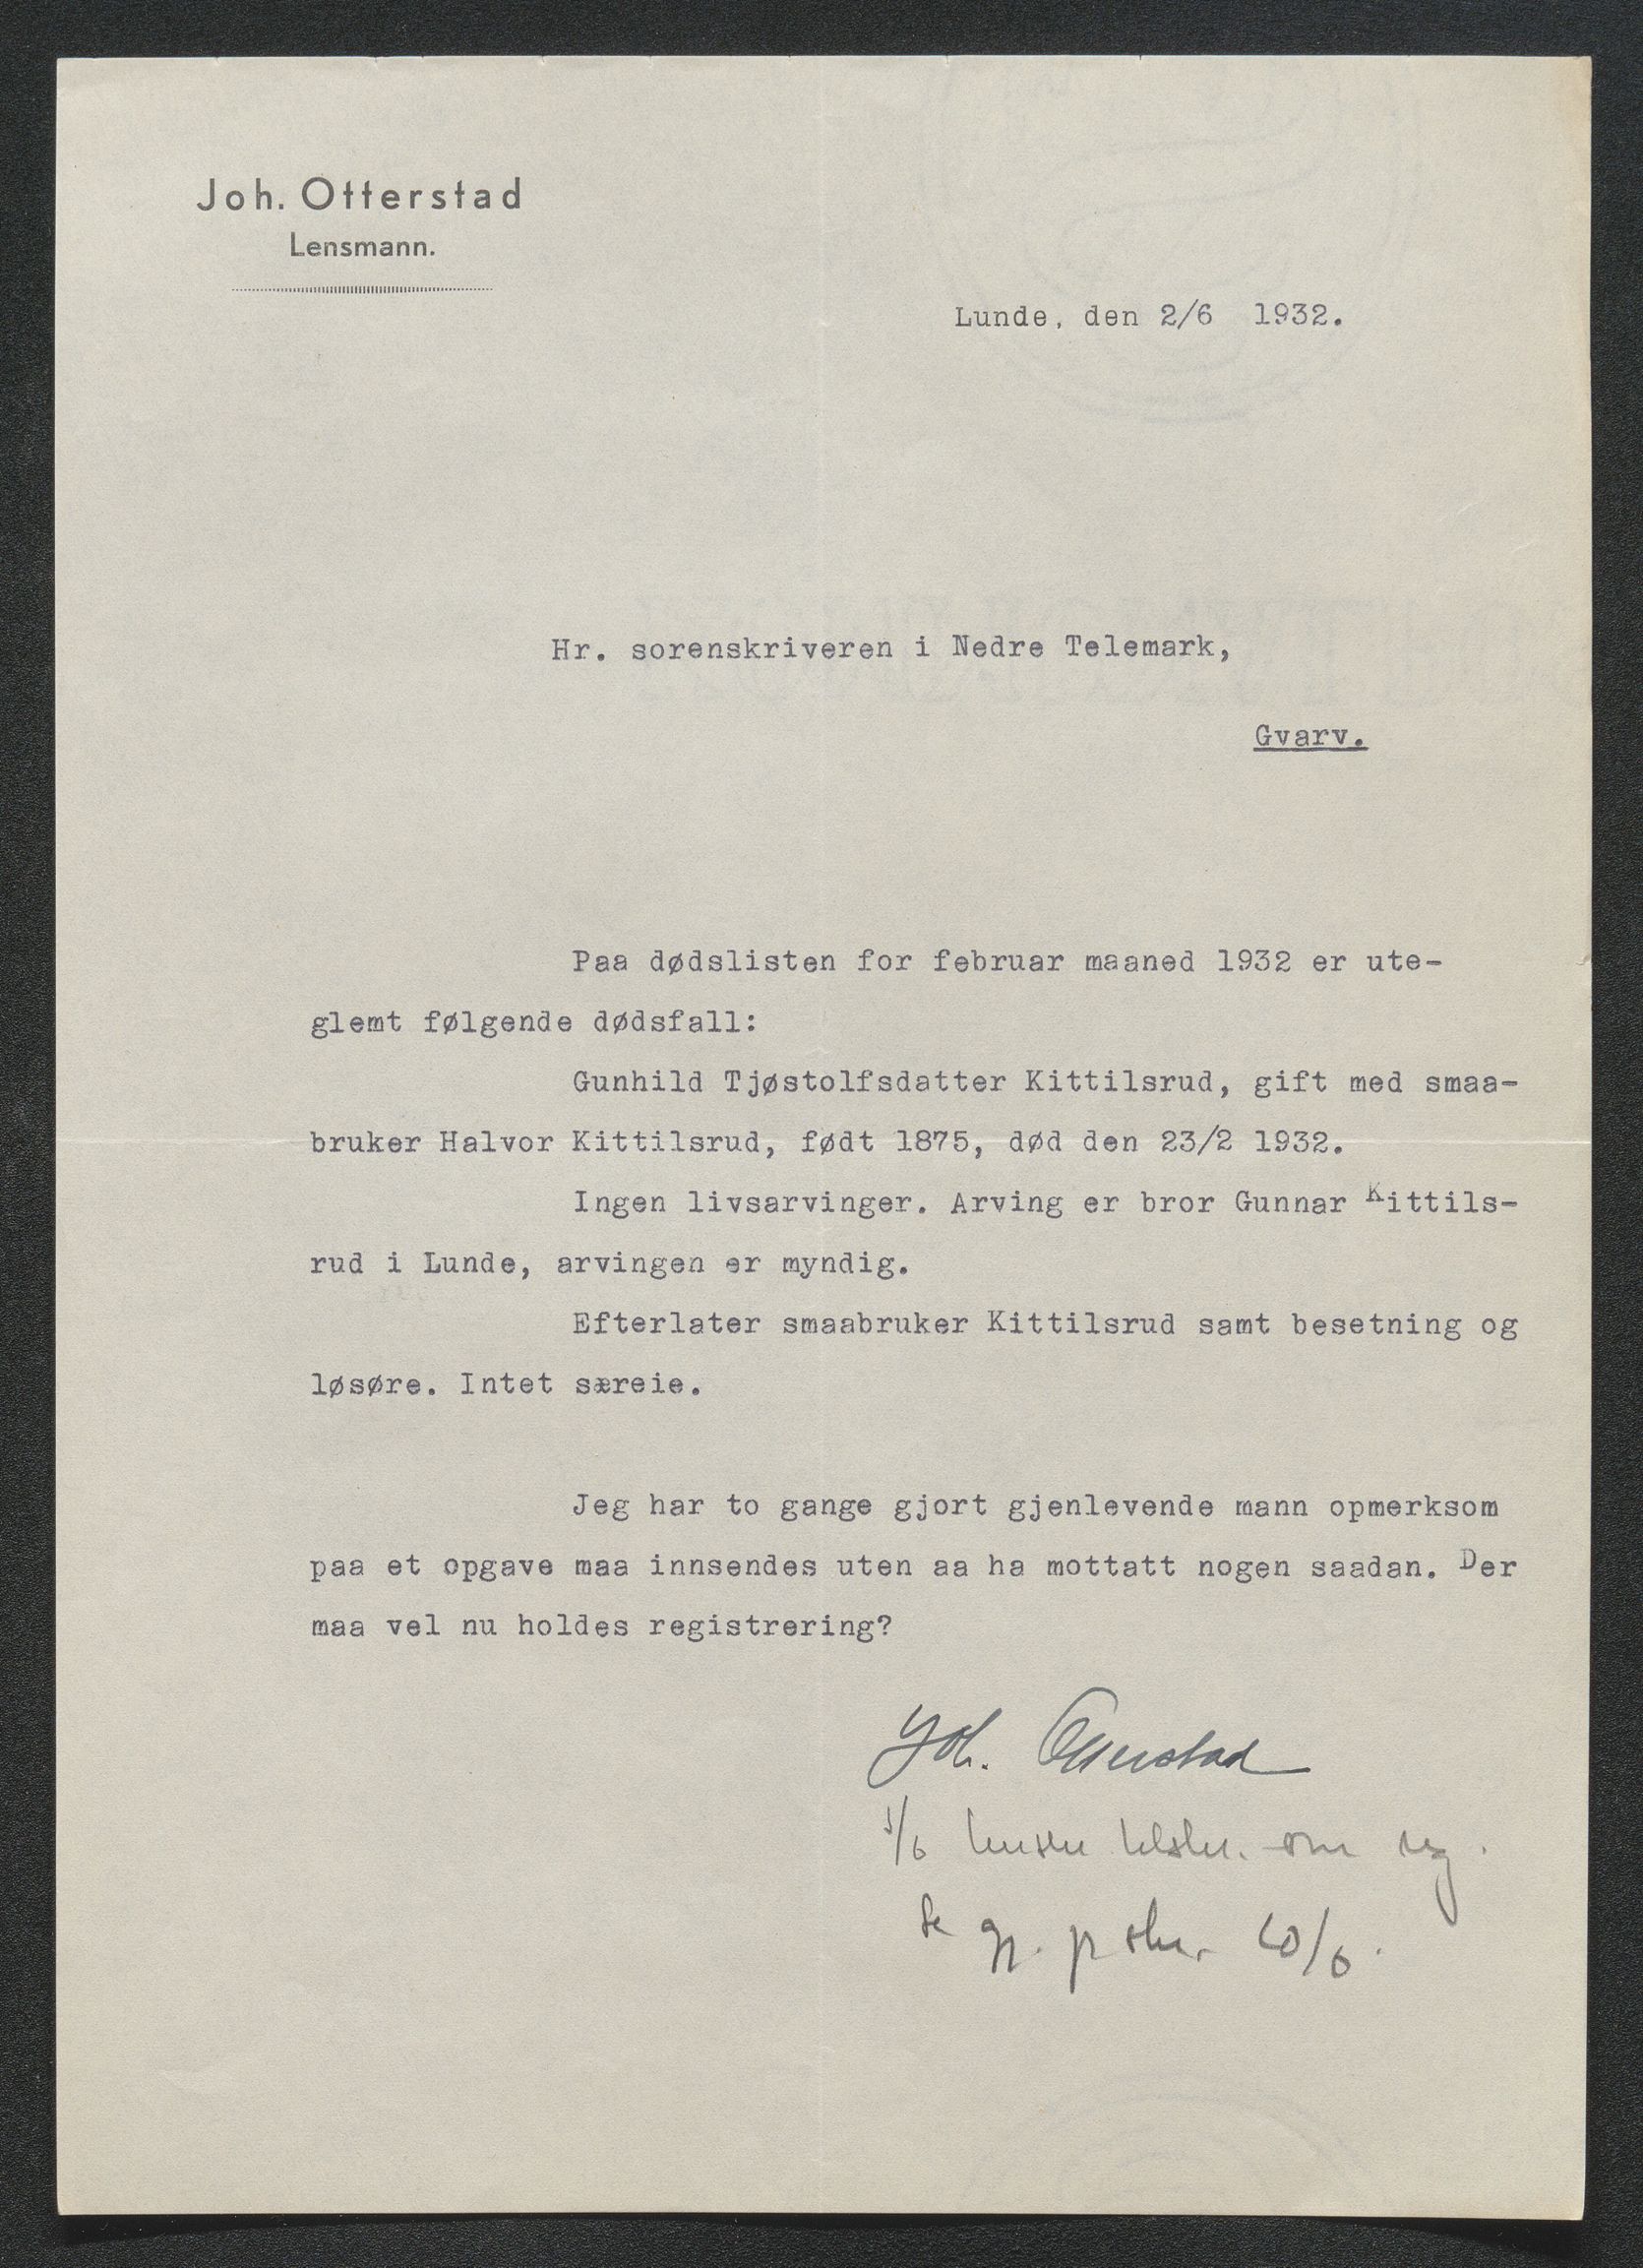 Joh. Otterstad
Lensmann.
Lunde, den 2/6 1932.
Hr. sorenskriveren i Nedre Telemark,
Gvarv.
Paa dødslisten for februar maaned 1932 er ute-
glemt følgende dødsfall:
Gunhild Tjøstolfsdatter Kittilsrud, gift med smaa-
bruker Halvor Kittilsrud, født 1875, død den 23/2 1932.
Ingen livsarvinger. Arving er bror Gunnar Kittils-
rud i Lunde, arvingen er myndig.
Efterlater smaabruker Kittilsrud samt besetning og
løsøre. Intet særeie.
Jeg har to gange gjort gjenlevende mann opmerksom
paa et opgave maa innsendes uten aa ha mottatt nogen saadan. Der
maa vel nu holdes registrering?
Joh. Otterstad
om